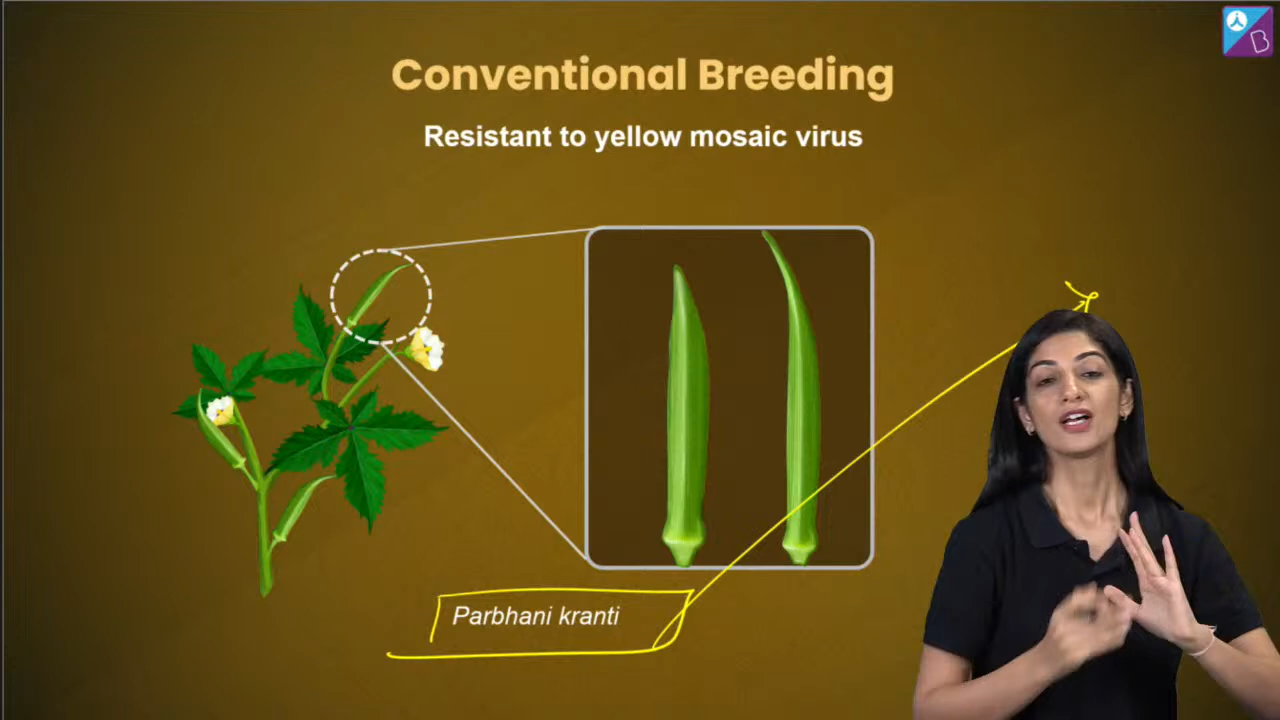 Conventional Breeding
Resistant to yellow mosaic virus
Parbhani kranti